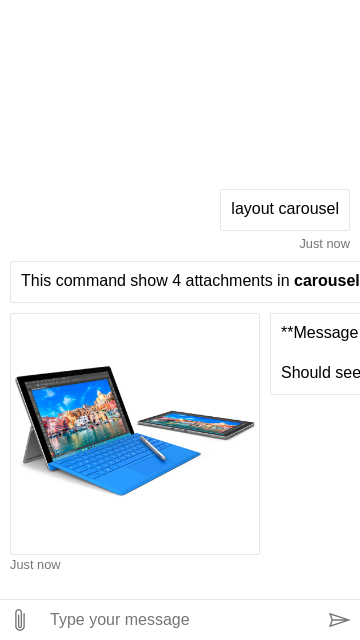 layout carousel
Just now
This command show 4 attachments in carousel
**Message
Should see
Just now
Type your message